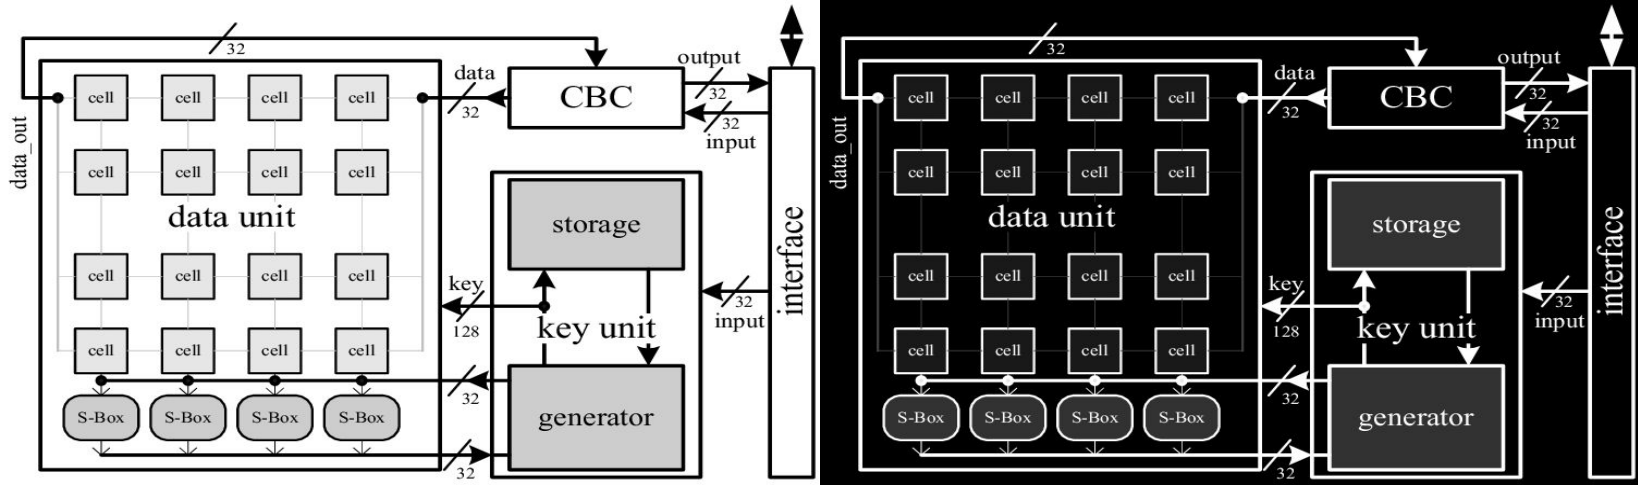 32
output
data
CBC
32
32
32
input
cell cell cell cell
data_out
cell cell cell cell
data unit
storage
interface
cell cell cell cell
key
128
32
input
key unit
cell cell cell cell
32
S-Box S-Box S-Box S-Box
generator
32
32
output
data
CBC
32
32
32
input
cell cell cell cell
data_out
cell cell cell cell
data unit
storage
interface
cell cell cell cell
key
128
32
input
key unit
cell cell cell cell
32
S-Box S-Box S-Box S-Box
generator
32